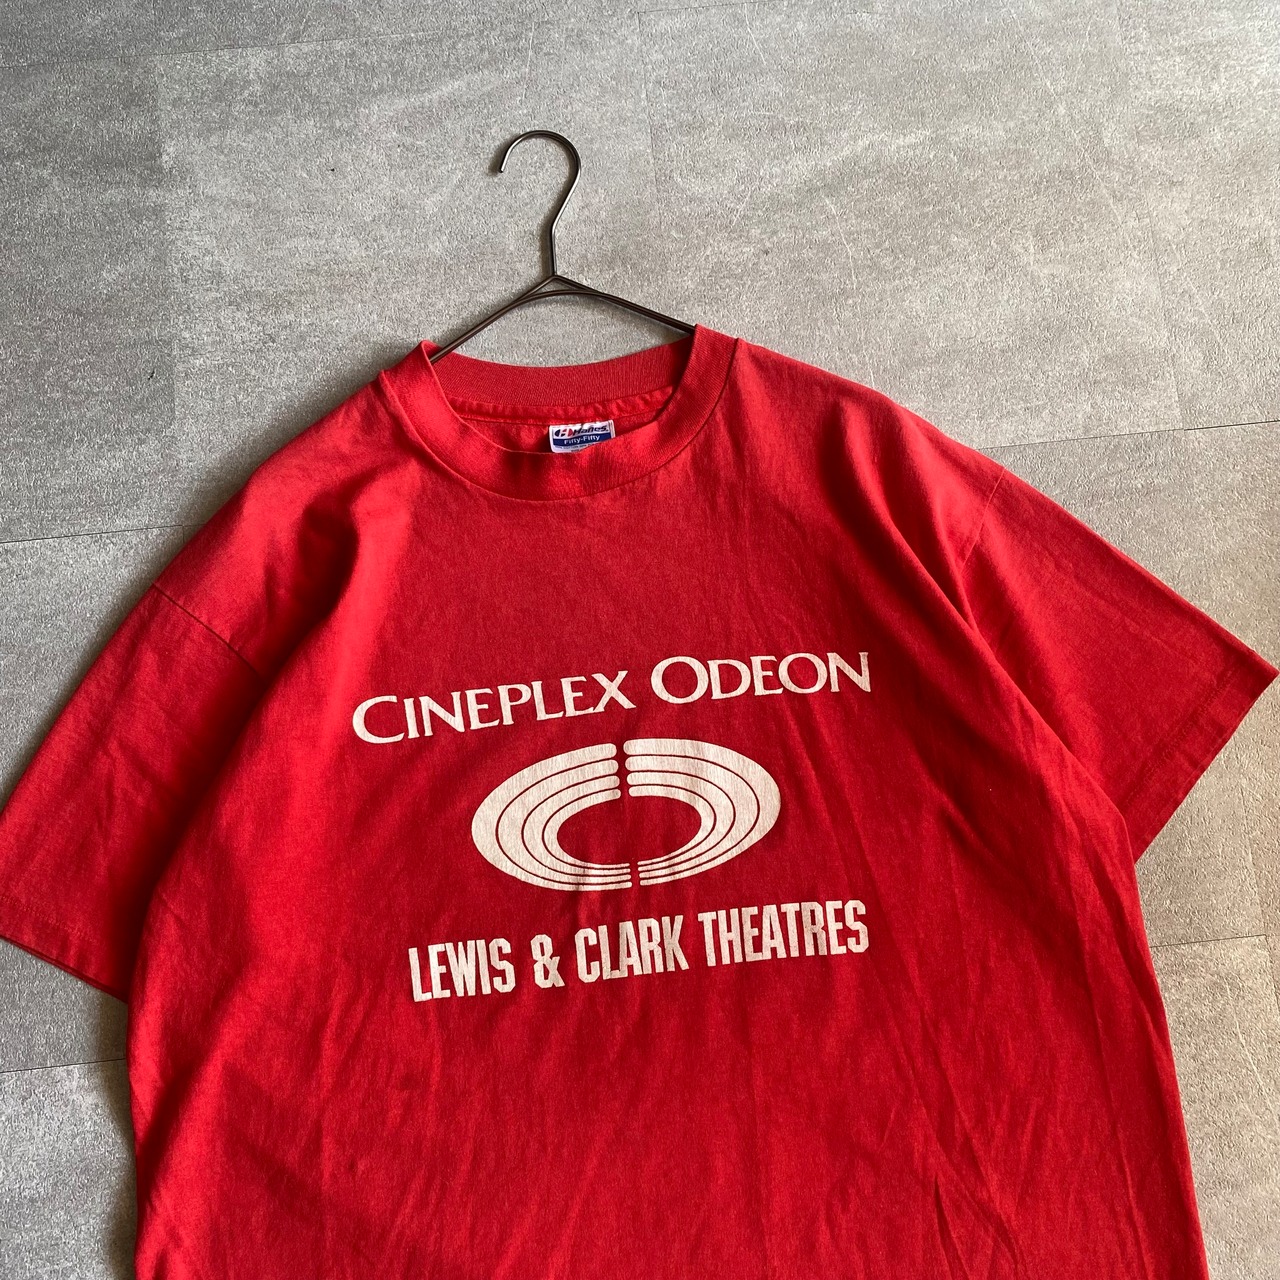 Hanes
Fifty-Fifty
CINEPLEX ODEON
LEWIS & CLARK THEATRES